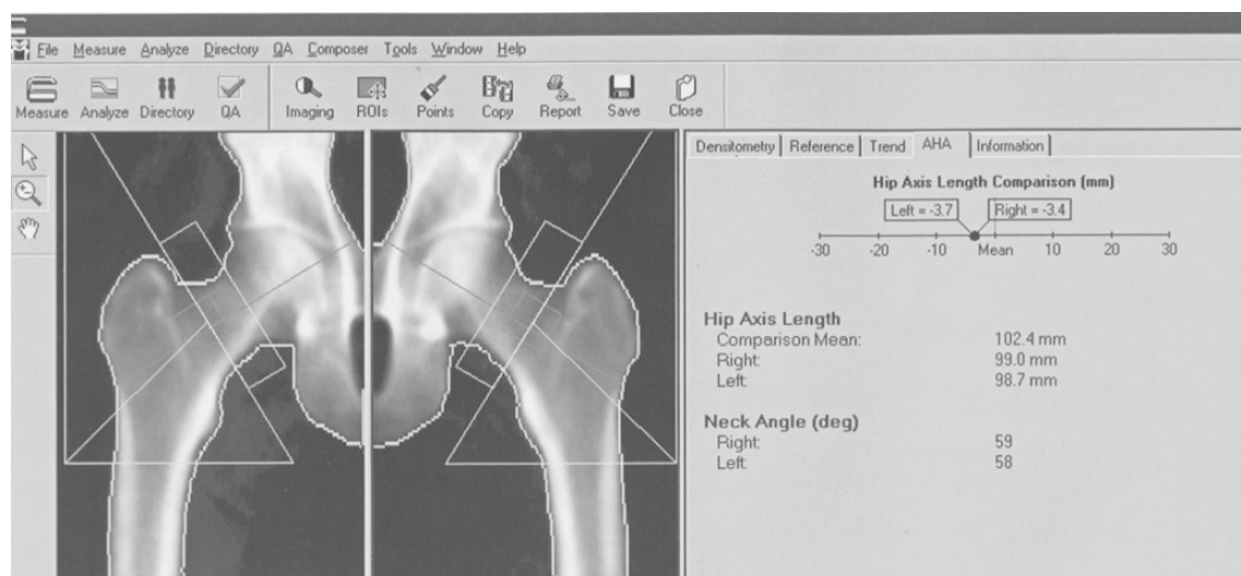 File Measure Analyze Directory QA Composer Tools Window Help
Measure Analyze Directory QA Imaging ROIs Points Copy Report Save Close
Densitometry Reference Trend AHA Information
Hip Axis Length Comparison (mm)
Left = -3.7 Right = -3.4
-30 -20 -10 Mean 10 20 30
Hip Axis Length
Comparison Mean: 102.4 mm
Right: 99.0 mm
Left: 98.7 mm
Neck Angle (deg)
Right: 59
Left: 58